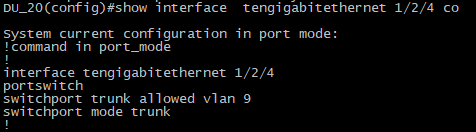 DU_20(config)#show interface  tengigabitethernet 1/2/4 co
System current configuration in port mode:
!command in port_mode
!
interface tengigabitethernet 1/2/4
portswitch
switchport trunk allowed vlan 9
switchport mode trunk
!